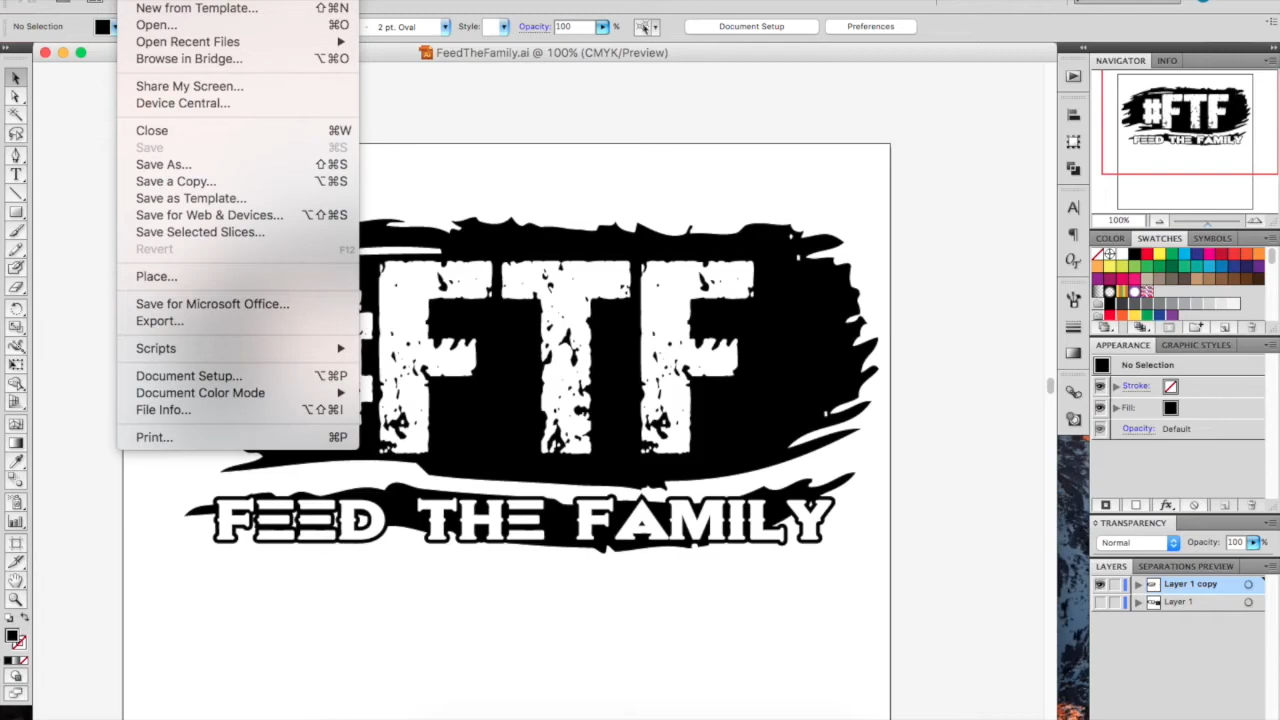 New from Template... ⇧⌘N
No Selection
2 pt. Oval
Style:
Opacity: 100 %
Document Setup
Preferences
Open... ⌘O
Open Recent Files
Browse in Bridge... ⌥⌘O
Share My Screen...
Device Central...
Close ⌘W
Save ⌘S
Save As... ⇧⌘S
Save a Copy... ⌥⌘S
Save as Template...
Save for Web & Devices... ⌥⇧⌘S
Save Selected Slices...
Revert F12
Place...
Save for Microsoft Office...
Export...
Scripts
Document Setup... ⌥⌘P
Document Color Mode
File Info... ⌥⇧⌘I
Print... ⌘P
FeedTheFamily.ai @ 100% (CMYK/Preview)
FTF
FEED THE FAMILY
NAVIGATOR INFO
#FTF
FEED THE FAMILY
100%
COLOR SWATCHES SYMBOLS
APPEARANCE GRAPHIC STYLES
No Selection
Stroke:
Fill:
Opacity: Default
TRANSPARENCY
Normal Opacity: 100 %
LAYERS SEPARATIONS PREVIEW
Layer 1 copy
Layer 1